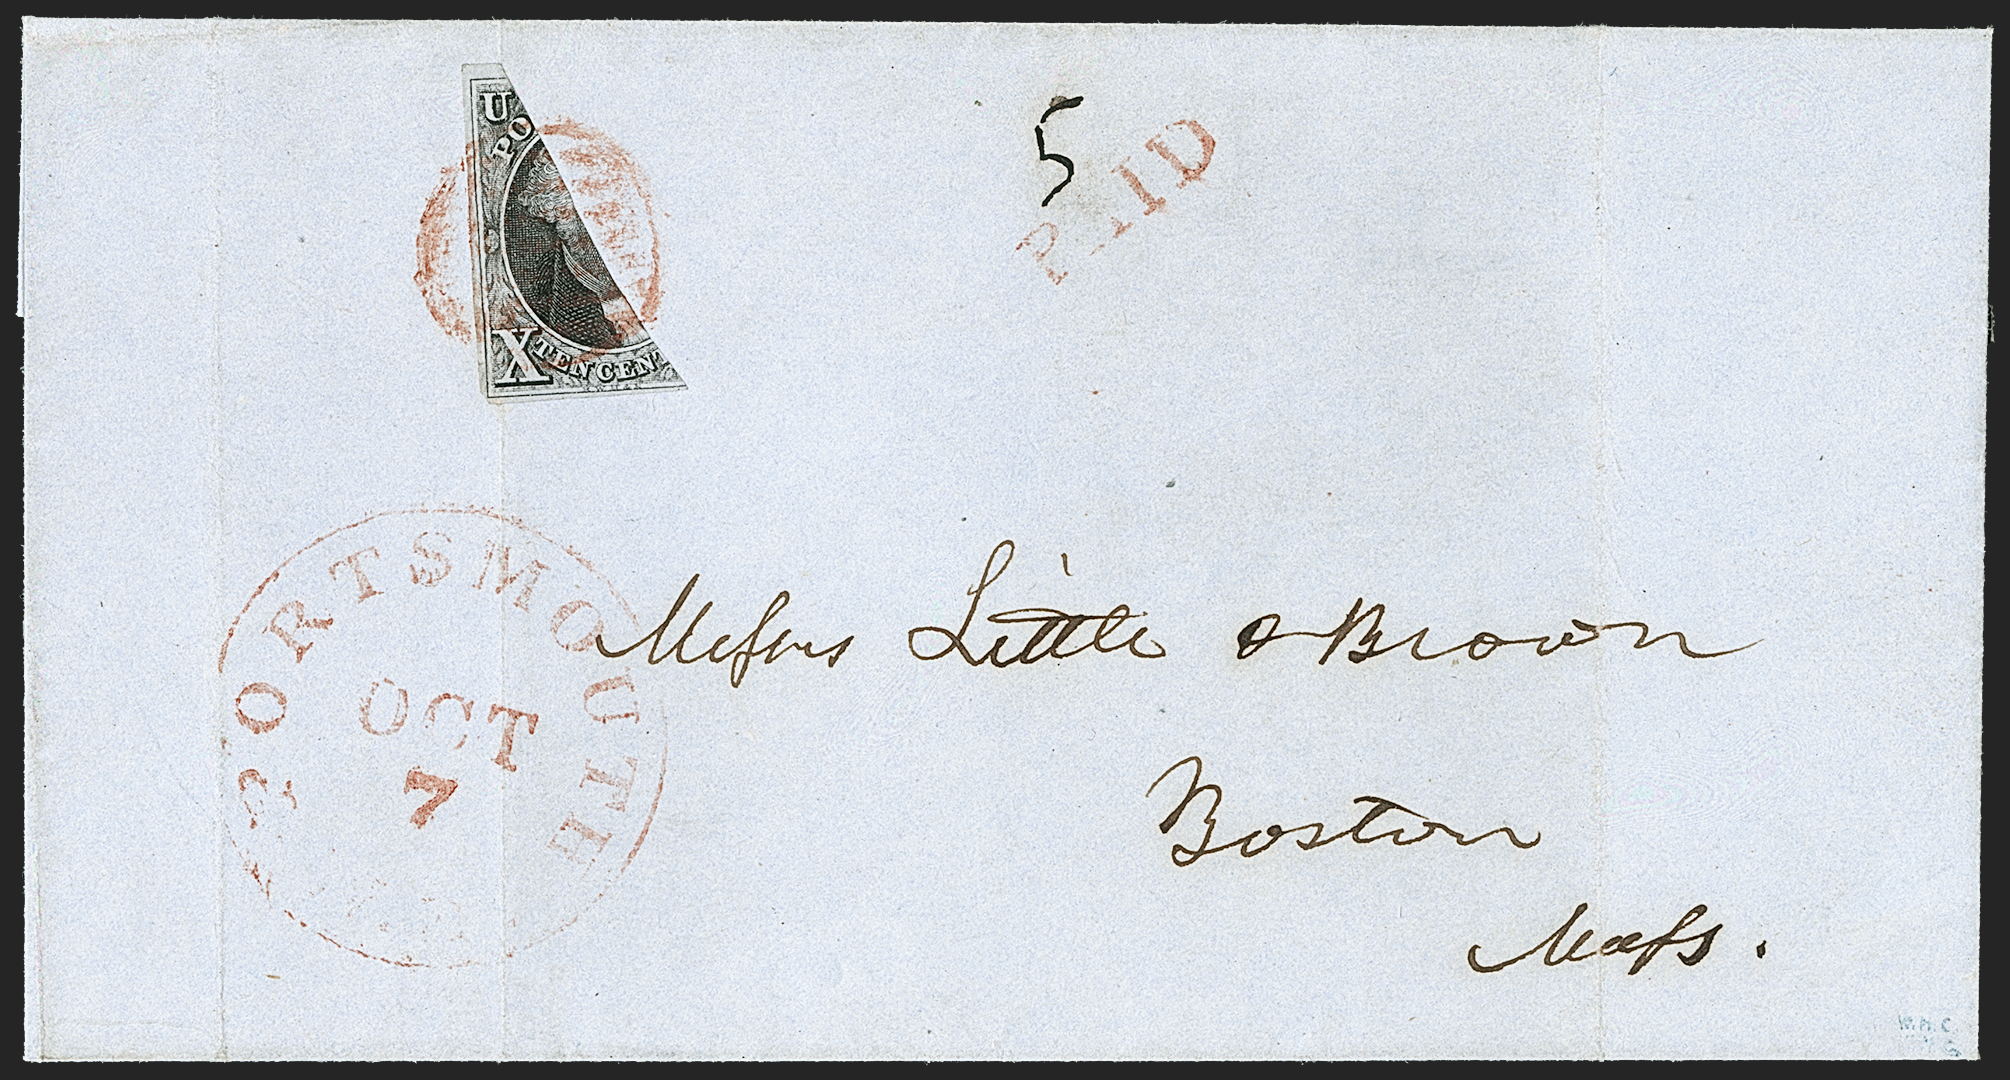 U
PO
X TEN CENT
5
PAID
PORTSMOUTH
OCT
7
Messrs Little & Brown
Boston
Mass.
W.H.C.